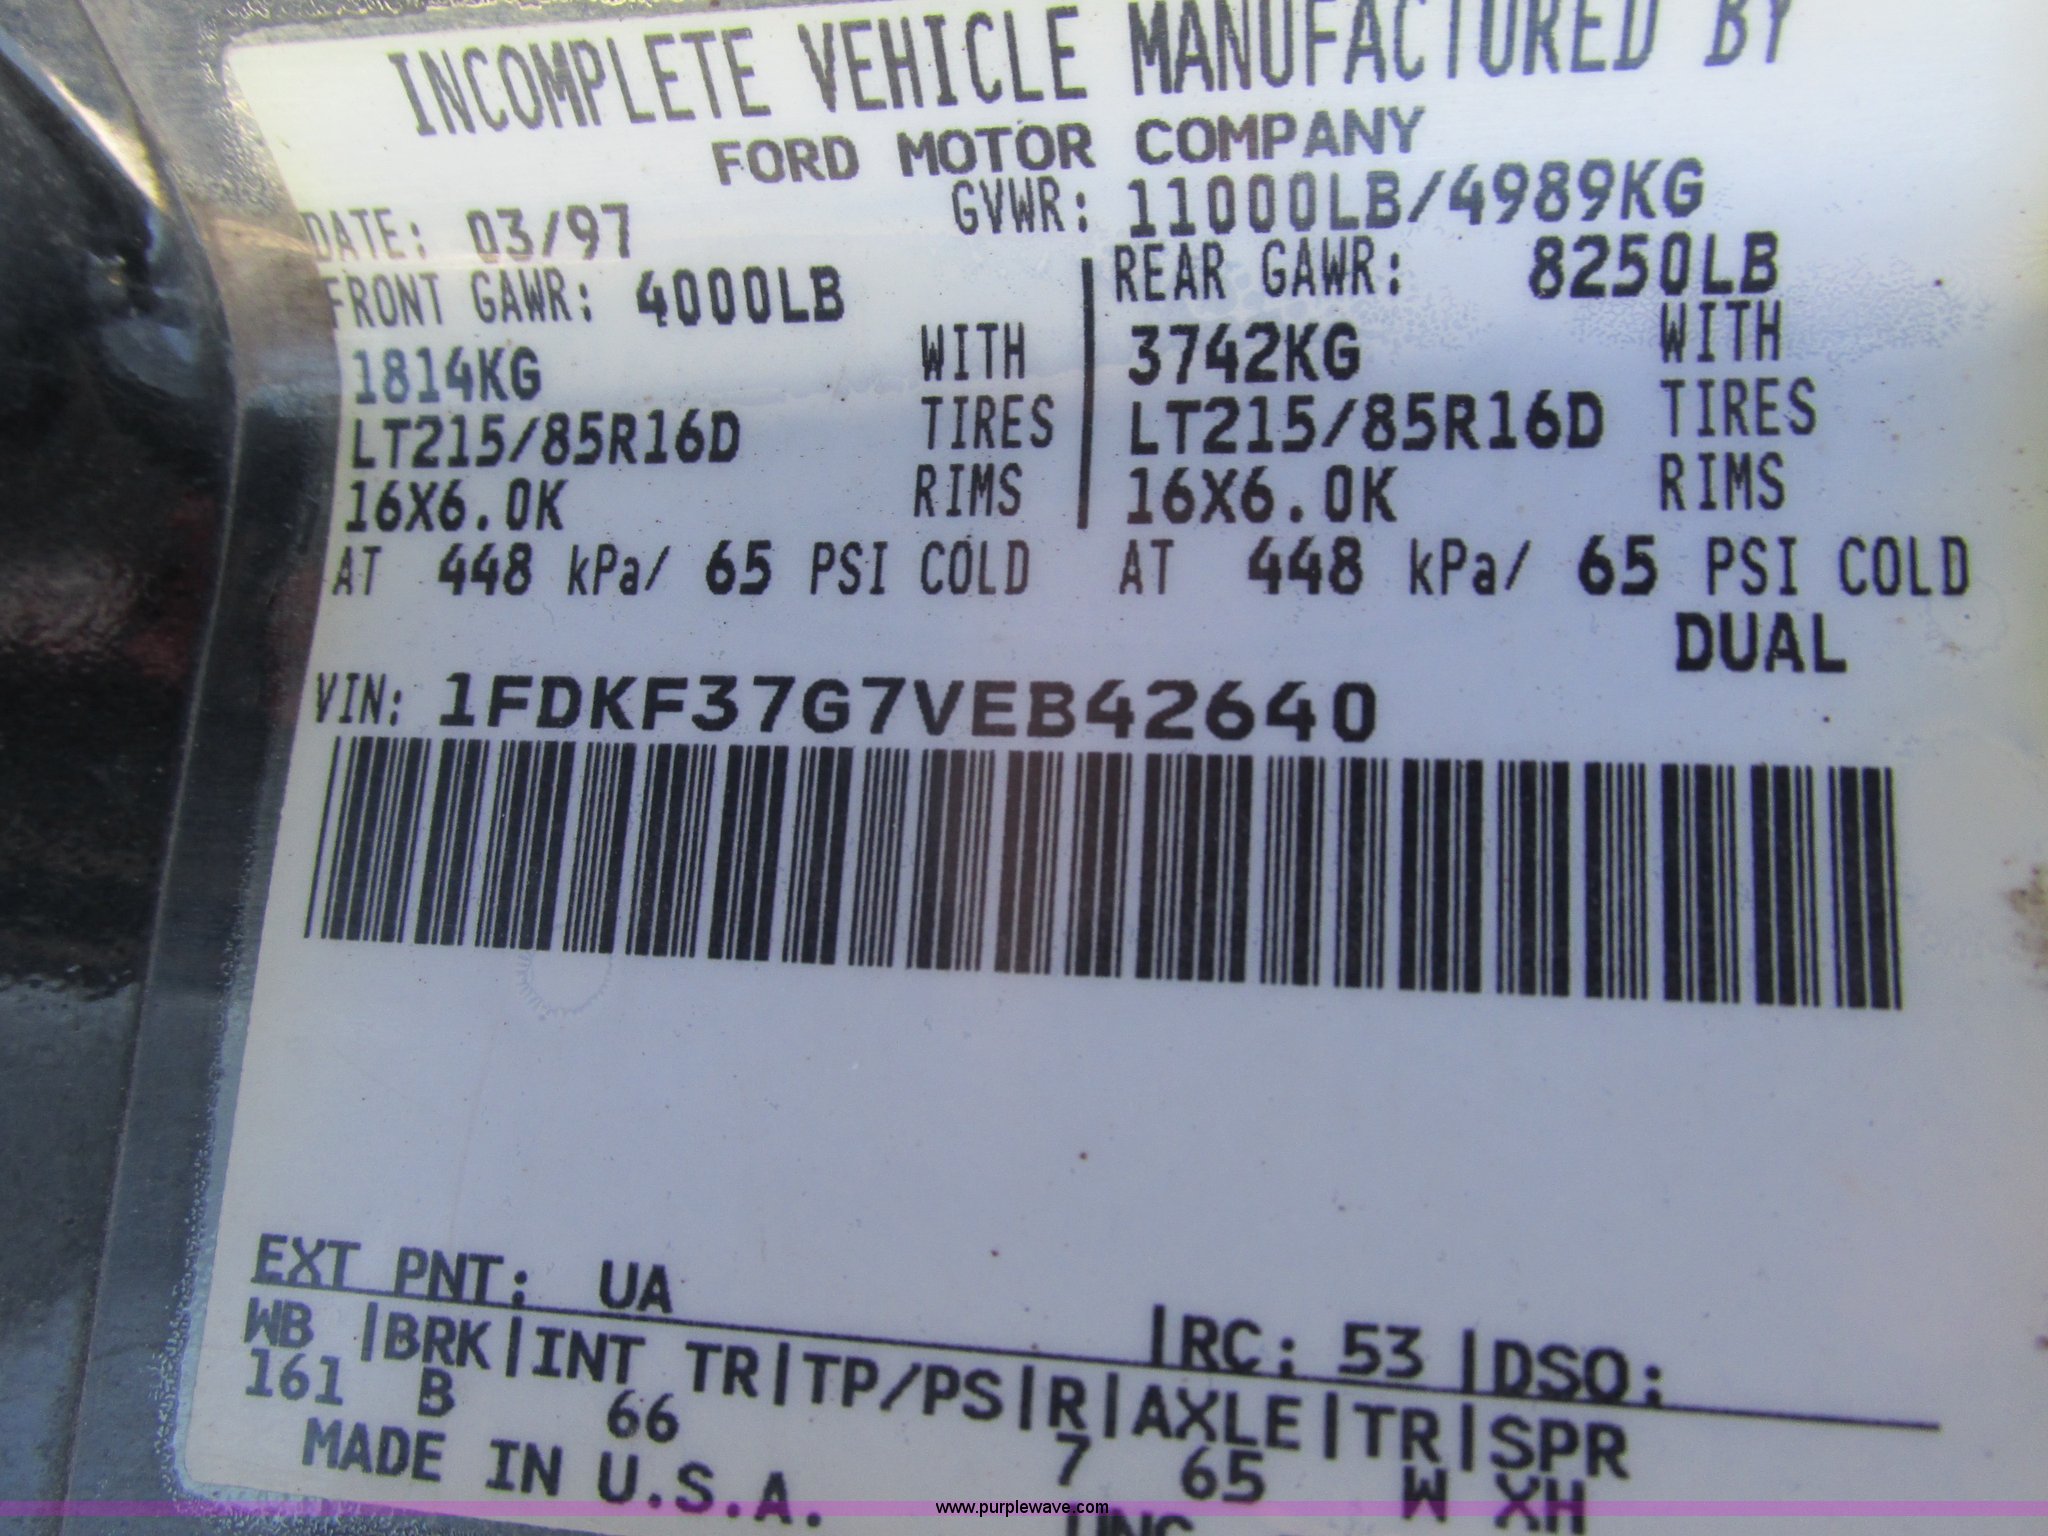 INCOMPLETE VEHICLE MANUFACTURED BY
FORD MOTOR COMPANY
DATE: 03/97 GVWR: 11000LB/4989KG
FRONT GAWR: 4000LB REAR GAWR: 8250LB
1814KG WITH 3742KG WITH
LT215/85R16D TIRES LT215/85R16D TIRES
16X6.0K RIMS 16X6.0K RIMS
AT 448 kPa/ 65 PSI COLD AT 448 kPa/ 65 PSI COLD
DUAL
VIN: 1FDKF37G7VEB42640
EXT PNT: UA |RC: 53 |DSO:
WB |BRK|INT TR|TP/PS|R|AXLE|TR|SPR
161 B 66 7 65 W XH
MADE IN U.S.A.
www.purplewave.com